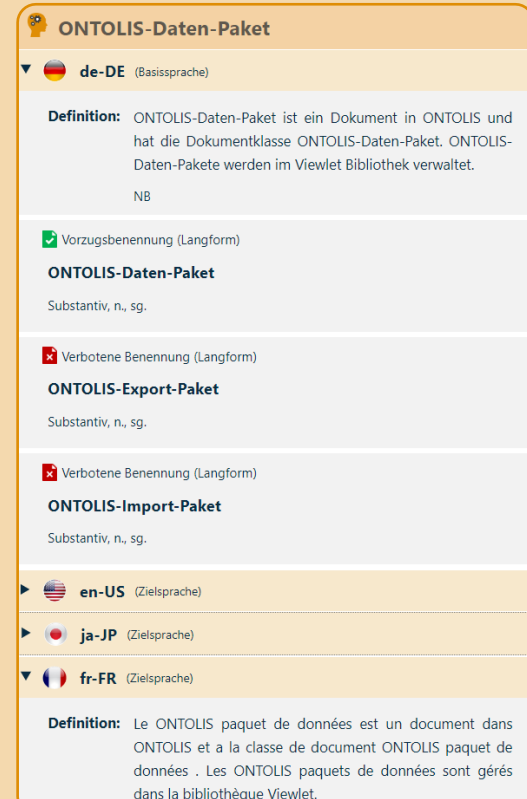 ONTOLIS-Daten-Paket
de-DE (Basissprache)
Definition: ONTOLIS-Daten-Paket ist ein Dokument in ONTOLIS und
hat die Dokumentklasse ONTOLIS-Daten-Paket. ONTOLIS-
Daten-Pakete werden im Viewlet Bibliothek verwaltet.
NB
Vorzugsbenennung (Langform)
ONTOLIS-Daten-Paket
Substantiv, n., sg.
Verbotene Benennung (Langform)
ONTOLIS-Export-Paket
Substantiv, n., sg.
Verbotene Benennung (Langform)
ONTOLIS-Import-Paket
Substantiv, n., sg.
en-US (Zielsprache)
ja-JP (Zielsprache)
fr-FR (Zielsprache)
Definition: Le ONTOLIS paquet de données est un document dans
ONTOLIS et a la classe de document ONTOLIS paquet de
données . Les ONTOLIS paquets de données sont gérés
dans la bibliothèque Viewlet.